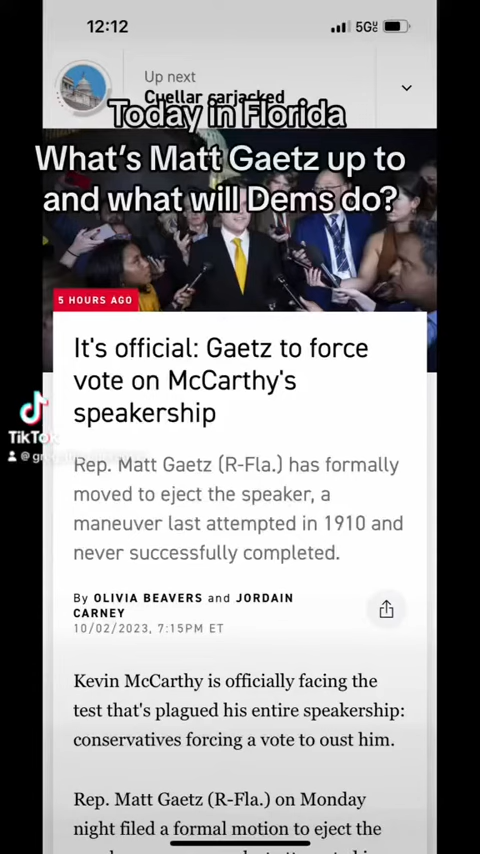 12:12
5G
Up next
Cuellar carjacked
Today in Florida
What's Matt Gaetz up to
and what will Dems do?
5 HOURS AGO
It's official: Gaetz to force
vote on McCarthy's
speakership
TikTok
Rep. Matt Gaetz (R-Fla.) has formally
moved to eject the speaker, a
maneuver last attempted in 1910 and
never successfully completed.
By OLIVIA BEAVERS and JORDAIN
CARNEY
10/02/2023, 7:15PM ET
Kevin McCarthy is officially facing the
test that's plagued his entire speakership:
conservatives forcing a vote to oust him.
Rep. Matt Gaetz (R-Fla.) on Monday
night filed a formal motion to eject the